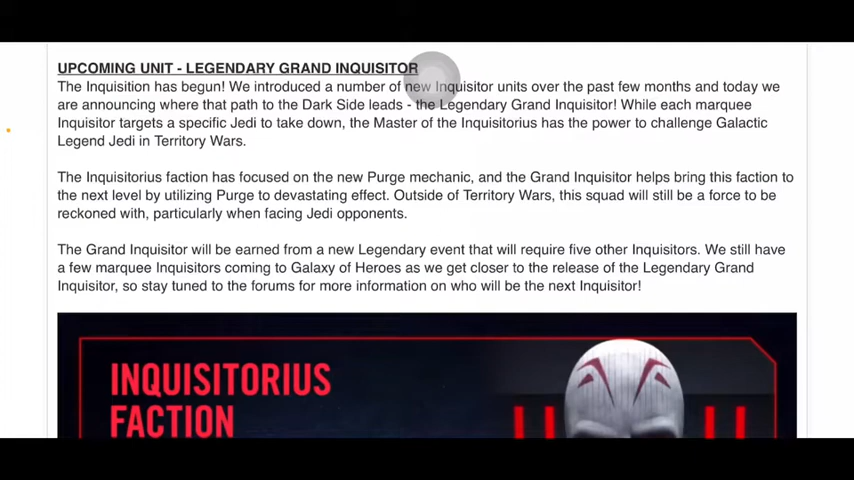 UPCOMING UNIT - LEGENDARY GRAND INQUISITOR
The Inquisition has begun! We introduced a number of new Inquisitor units over the past few months and today we
are announcing where that path to the Dark Side leads - the Legendary Grand Inquisitor! While each marquee
Inquisitor targets a specific Jedi to take down, the Master of the Inquisitorius has the power to challenge Galactic
Legend Jedi in Territory Wars.
The Inquisitorius faction has focused on the new Purge mechanic, and the Grand Inquisitor helps bring this faction to
the next level by utilizing Purge to devastating effect. Outside of Territory Wars, this squad will still be a force to be
reckoned with, particularly when facing Jedi opponents.
The Grand Inquisitor will be earned from a new Legendary event that will require five other Inquisitors. We still have
a few marquee Inquisitors coming to Galaxy of Heroes as we get closer to the release of the Legendary Grand
Inquisitor, so stay tuned to the forums for more information on who will be the next Inquisitor!
INQUISITORIUS
FACTION